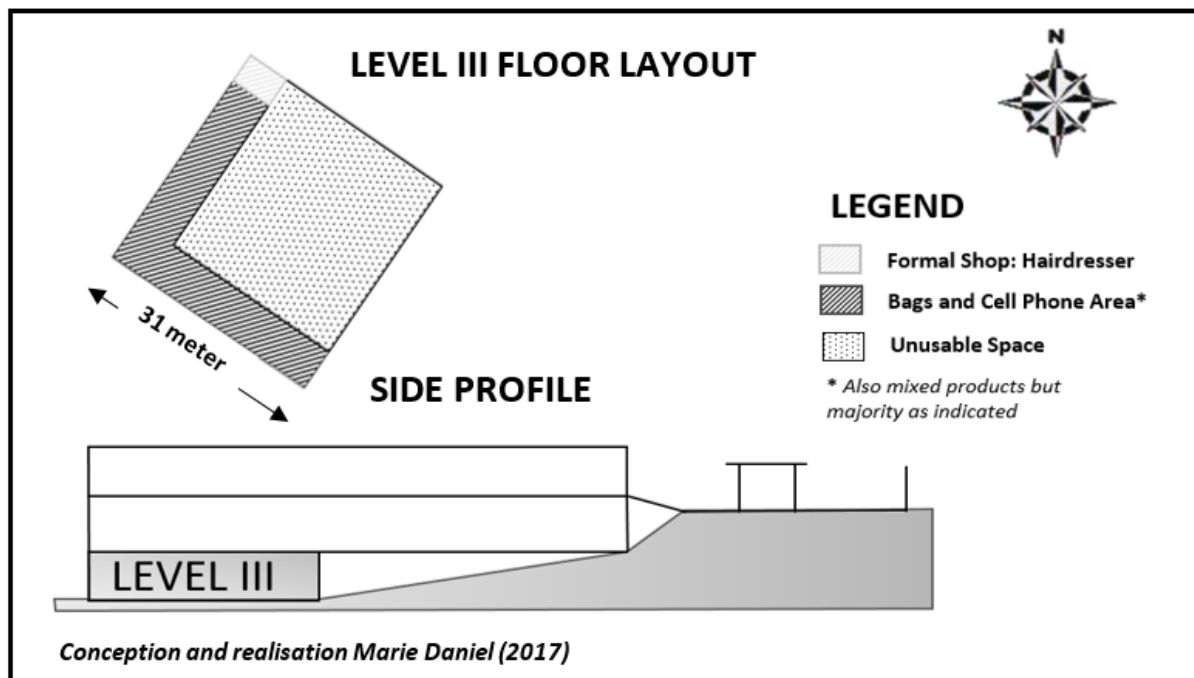 N
LEVEL III FLOOR LAYOUT
LEGEND
Formal Shop: Hairdresser
Bags and Cell Phone Area*
Unusable Space
* Also mixed products but
majority as indicated
31 meter
SIDE PROFILE
LEVEL III
Conception and realisation Marie Daniel (2017)